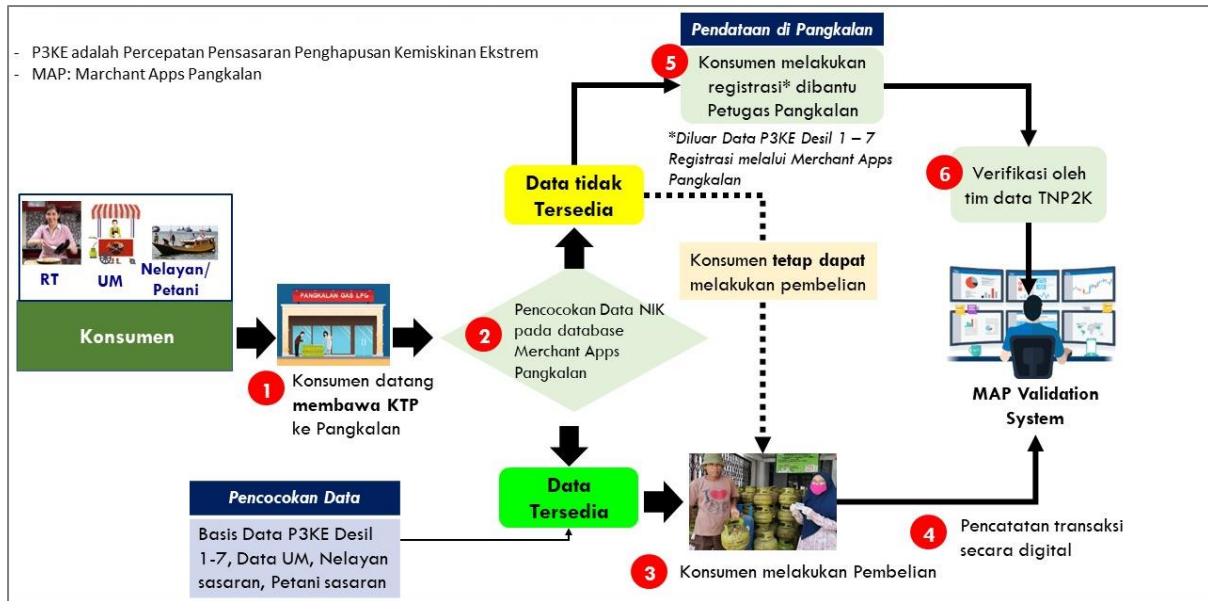 - P3KE adalah Percepatan Pensasaran Penghapusan Kemiskinan Ekstrem
- MAP: Marchant Apps Pangkalan
Pendataan di Pangkalan
5
Konsumen melakukan
registrasi* dibantu
Petugas Pangkalan
*Diluar Data P3KE Desil 1 – 7
Registrasi melalui Merchant Apps
Pangkalan
6
Verifikasi oleh
tim data TNP2K
Data tidak
Tersedia
Konsumen tetap dapat
melakukan pembelian
RT
UM
Nelayan/
Petani
Konsumen
PANGKALAN GAS LPG
1
Konsumen datang
membawa KTP
ke Pangkalan
2
Pencocokan Data NIK
pada database
Merchant Apps
Pangkalan
MAP Validation
System
Data
Tersedia
Pencocokan Data
Basis Data P3KE Desil
1-7, Data UM, Nelayan
sasaran, Petani sasaran
3
Konsumen melakukan Pembelian
4
Pencatatan transaksi
secara digital